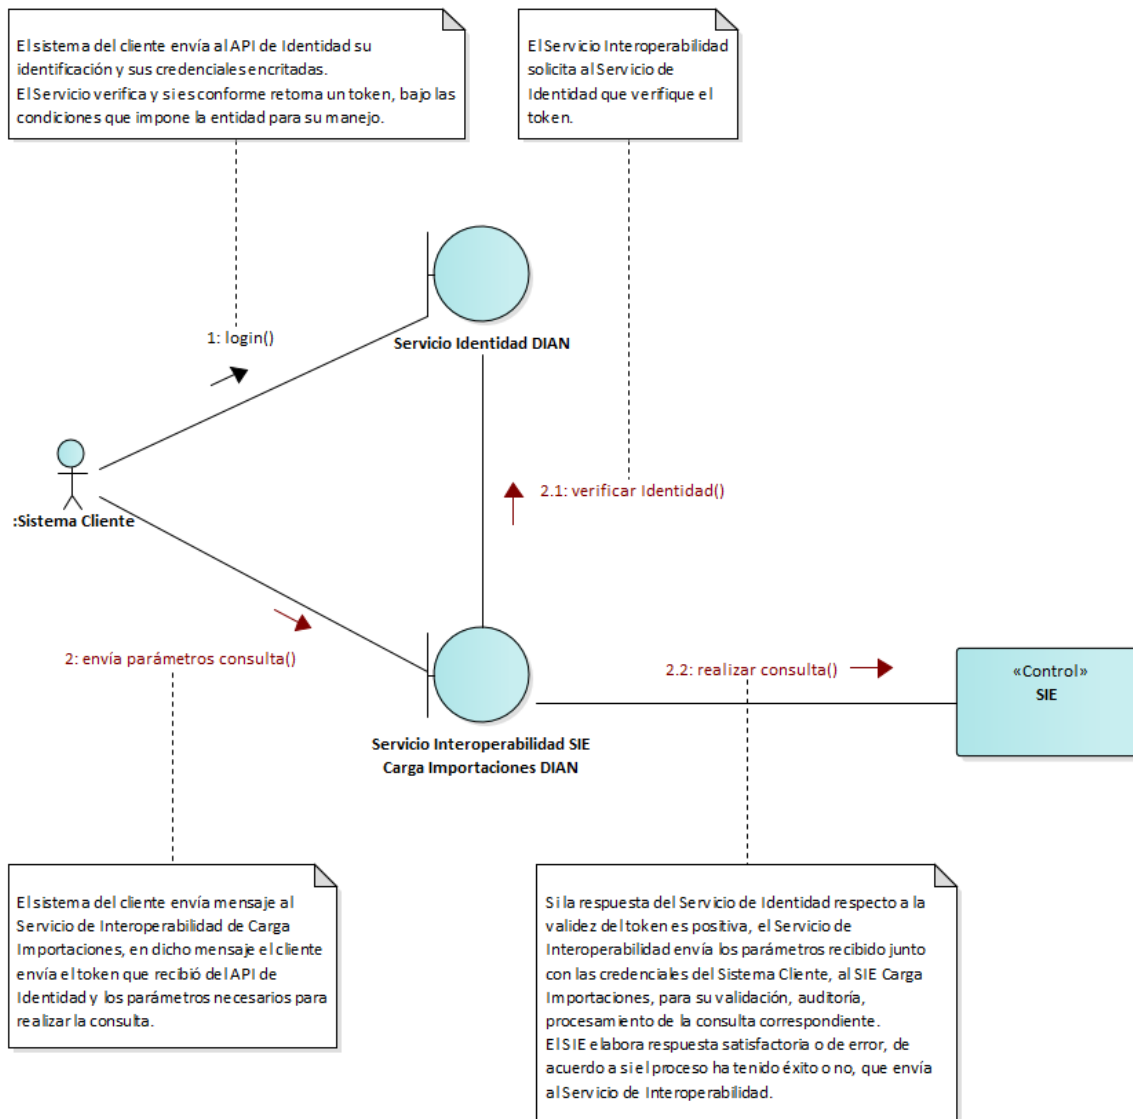 El sistema del cliente envía al API de Identidad su
identificación y sus credenciales encritadas.
El Servicio verifica y si es conforme retorna un token, bajo las
condiciones que impone la entidad para su manejo.
El Servicio Interoperabilidad
solicita al Servicio de
Identidad que verifique el
token.
1: login()
Servicio Identidad DIAN
:Sistema Cliente
2.1: verificar Identidad()
2: envía parámetros consulta()
2.2: realizar consulta()
«Control»
SIE
Servicio Interoperabilidad SIE
Carga Importaciones DIAN
El sistema del cliente envía mensaje al
Servicio de Interoperabilidad de Carga
Importaciones, en dicho mensaje el cliente
envía el token que recibió del API de
Identidad y los parámetros necesarios para
realizar la consulta.
Si la respuesta del Servicio de Identidad respecto a la
validez del token es positiva, el Servicio de
Interoperabilidad envía los parámetros recibido junto
con las credenciales del Sistema Cliente, al SIE Carga
Importaciones, para su validación, auditoría,
procesamiento de la consulta correspondiente.
El SIE elabora respuesta satisfactoria o de error, de
acuerdo a si el proceso ha tenido éxito o no, que envía
al Servicio de Interoperabilidad.